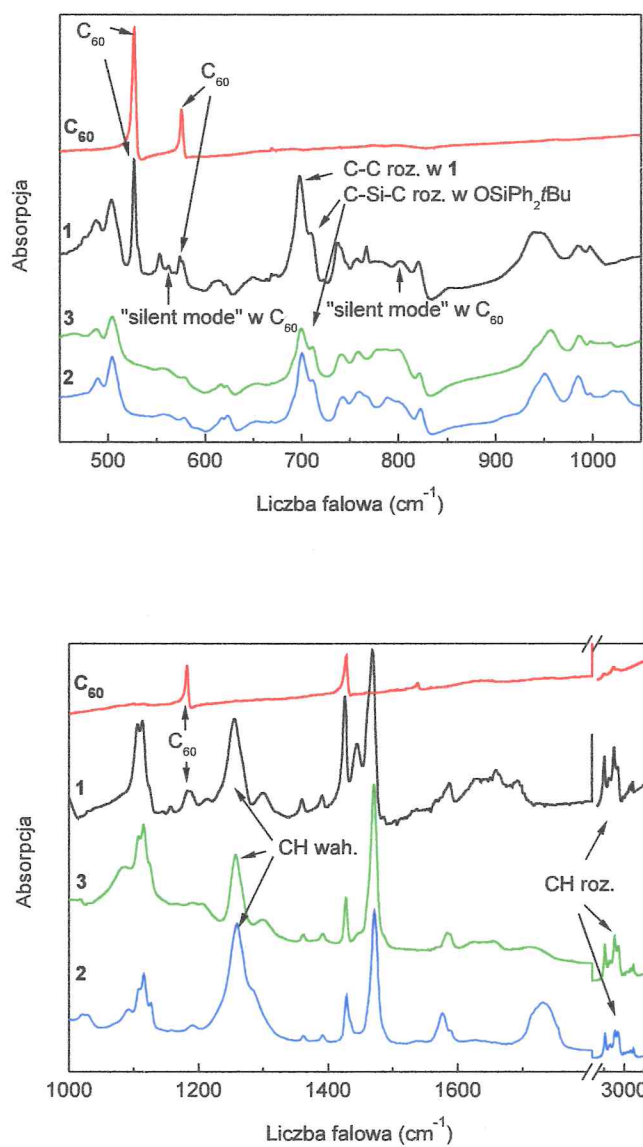 C₆₀
C₆₀
C₆₀
C-C roz. w 1
C-Si-C roz. w OSiPh₂tBu
1
"silent mode" w C₆₀
"silent mode" w C₆₀
3
2
Absorpcja
500 600 700 800 900 1000
Liczba falowa (cm⁻¹)
C₆₀
C₆₀
1
CH wah.
3
CH roz.
2
Absorpcja
1000 1200 1400 1600 3000
Liczba falowa (cm⁻¹)